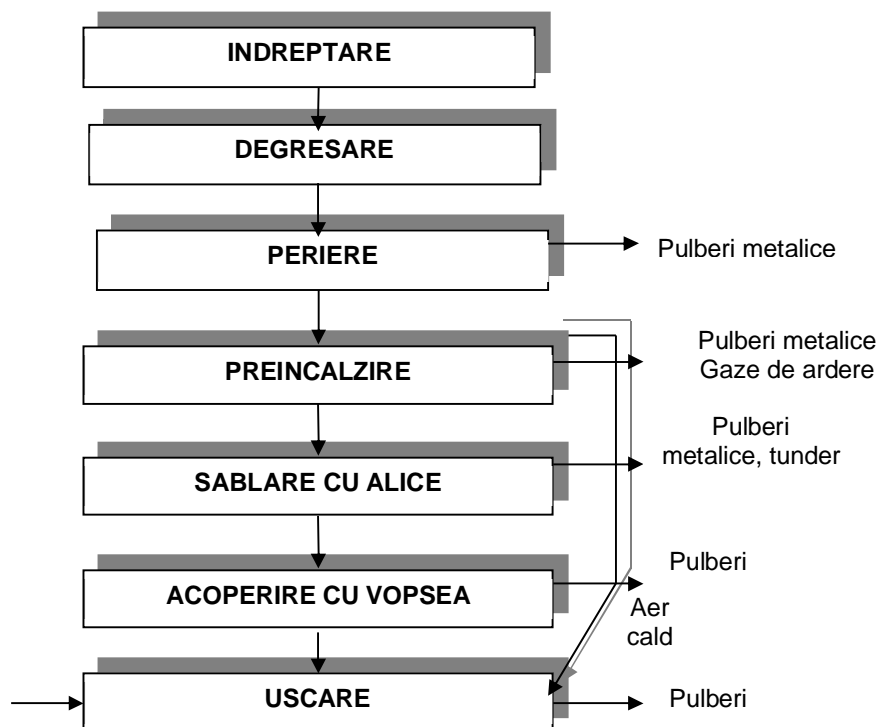 INDREPTARE
DEGRESARE
PERIERE
Pulberi metalice
PREINCALZIRE
Pulberi metalice
Gaze de ardere
SABLARE CU ALICE
Pulberi
metalice, tunder
ACOPERIRE CU VOPSEA
Pulberi
Aer
cald
USCARE
Pulberi